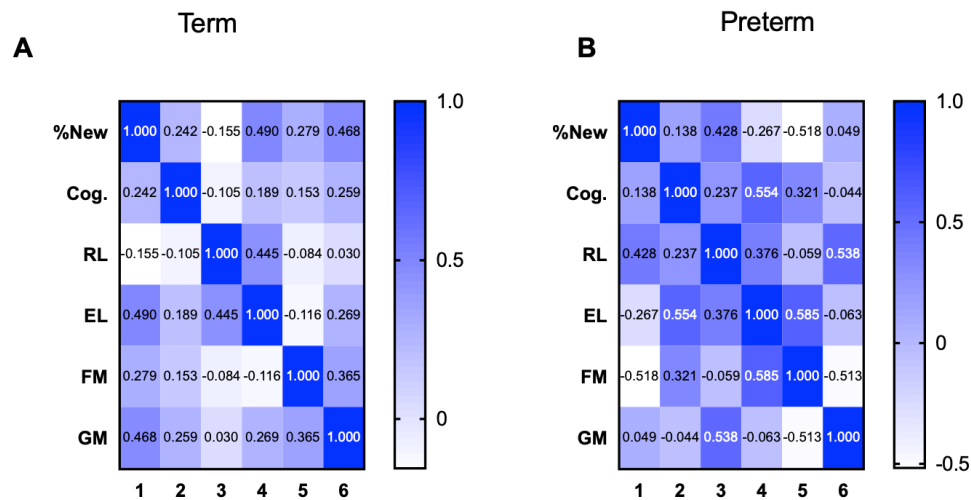 Term
Preterm
A
B
%New 1.000 0.242 -0.155 0.490 0.279 0.468
Cog. 0.242 1.000 -0.105 0.189 0.153 0.259
RL -0.155 -0.105 1.000 0.445 -0.084 0.030
EL 0.490 0.189 0.445 1.000 -0.116 0.269
FM 0.279 0.153 -0.084 -0.116 1.000 0.365
GM 0.468 0.259 0.030 0.269 0.365 1.000
1 2 3 4 5 6
1.0
0.5
0
%New 1.000 0.138 0.428 -0.267 -0.518 0.049
Cog. 0.138 1.000 0.237 0.554 0.321 -0.044
RL 0.428 0.237 1.000 0.376 -0.059 0.538
EL -0.267 0.554 0.376 1.000 0.585 -0.063
FM -0.518 0.321 -0.059 0.585 1.000 -0.513
GM 0.049 -0.044 0.538 -0.063 -0.513 1.000
1 2 3 4 5 6
1.0
0.5
0
-0.5